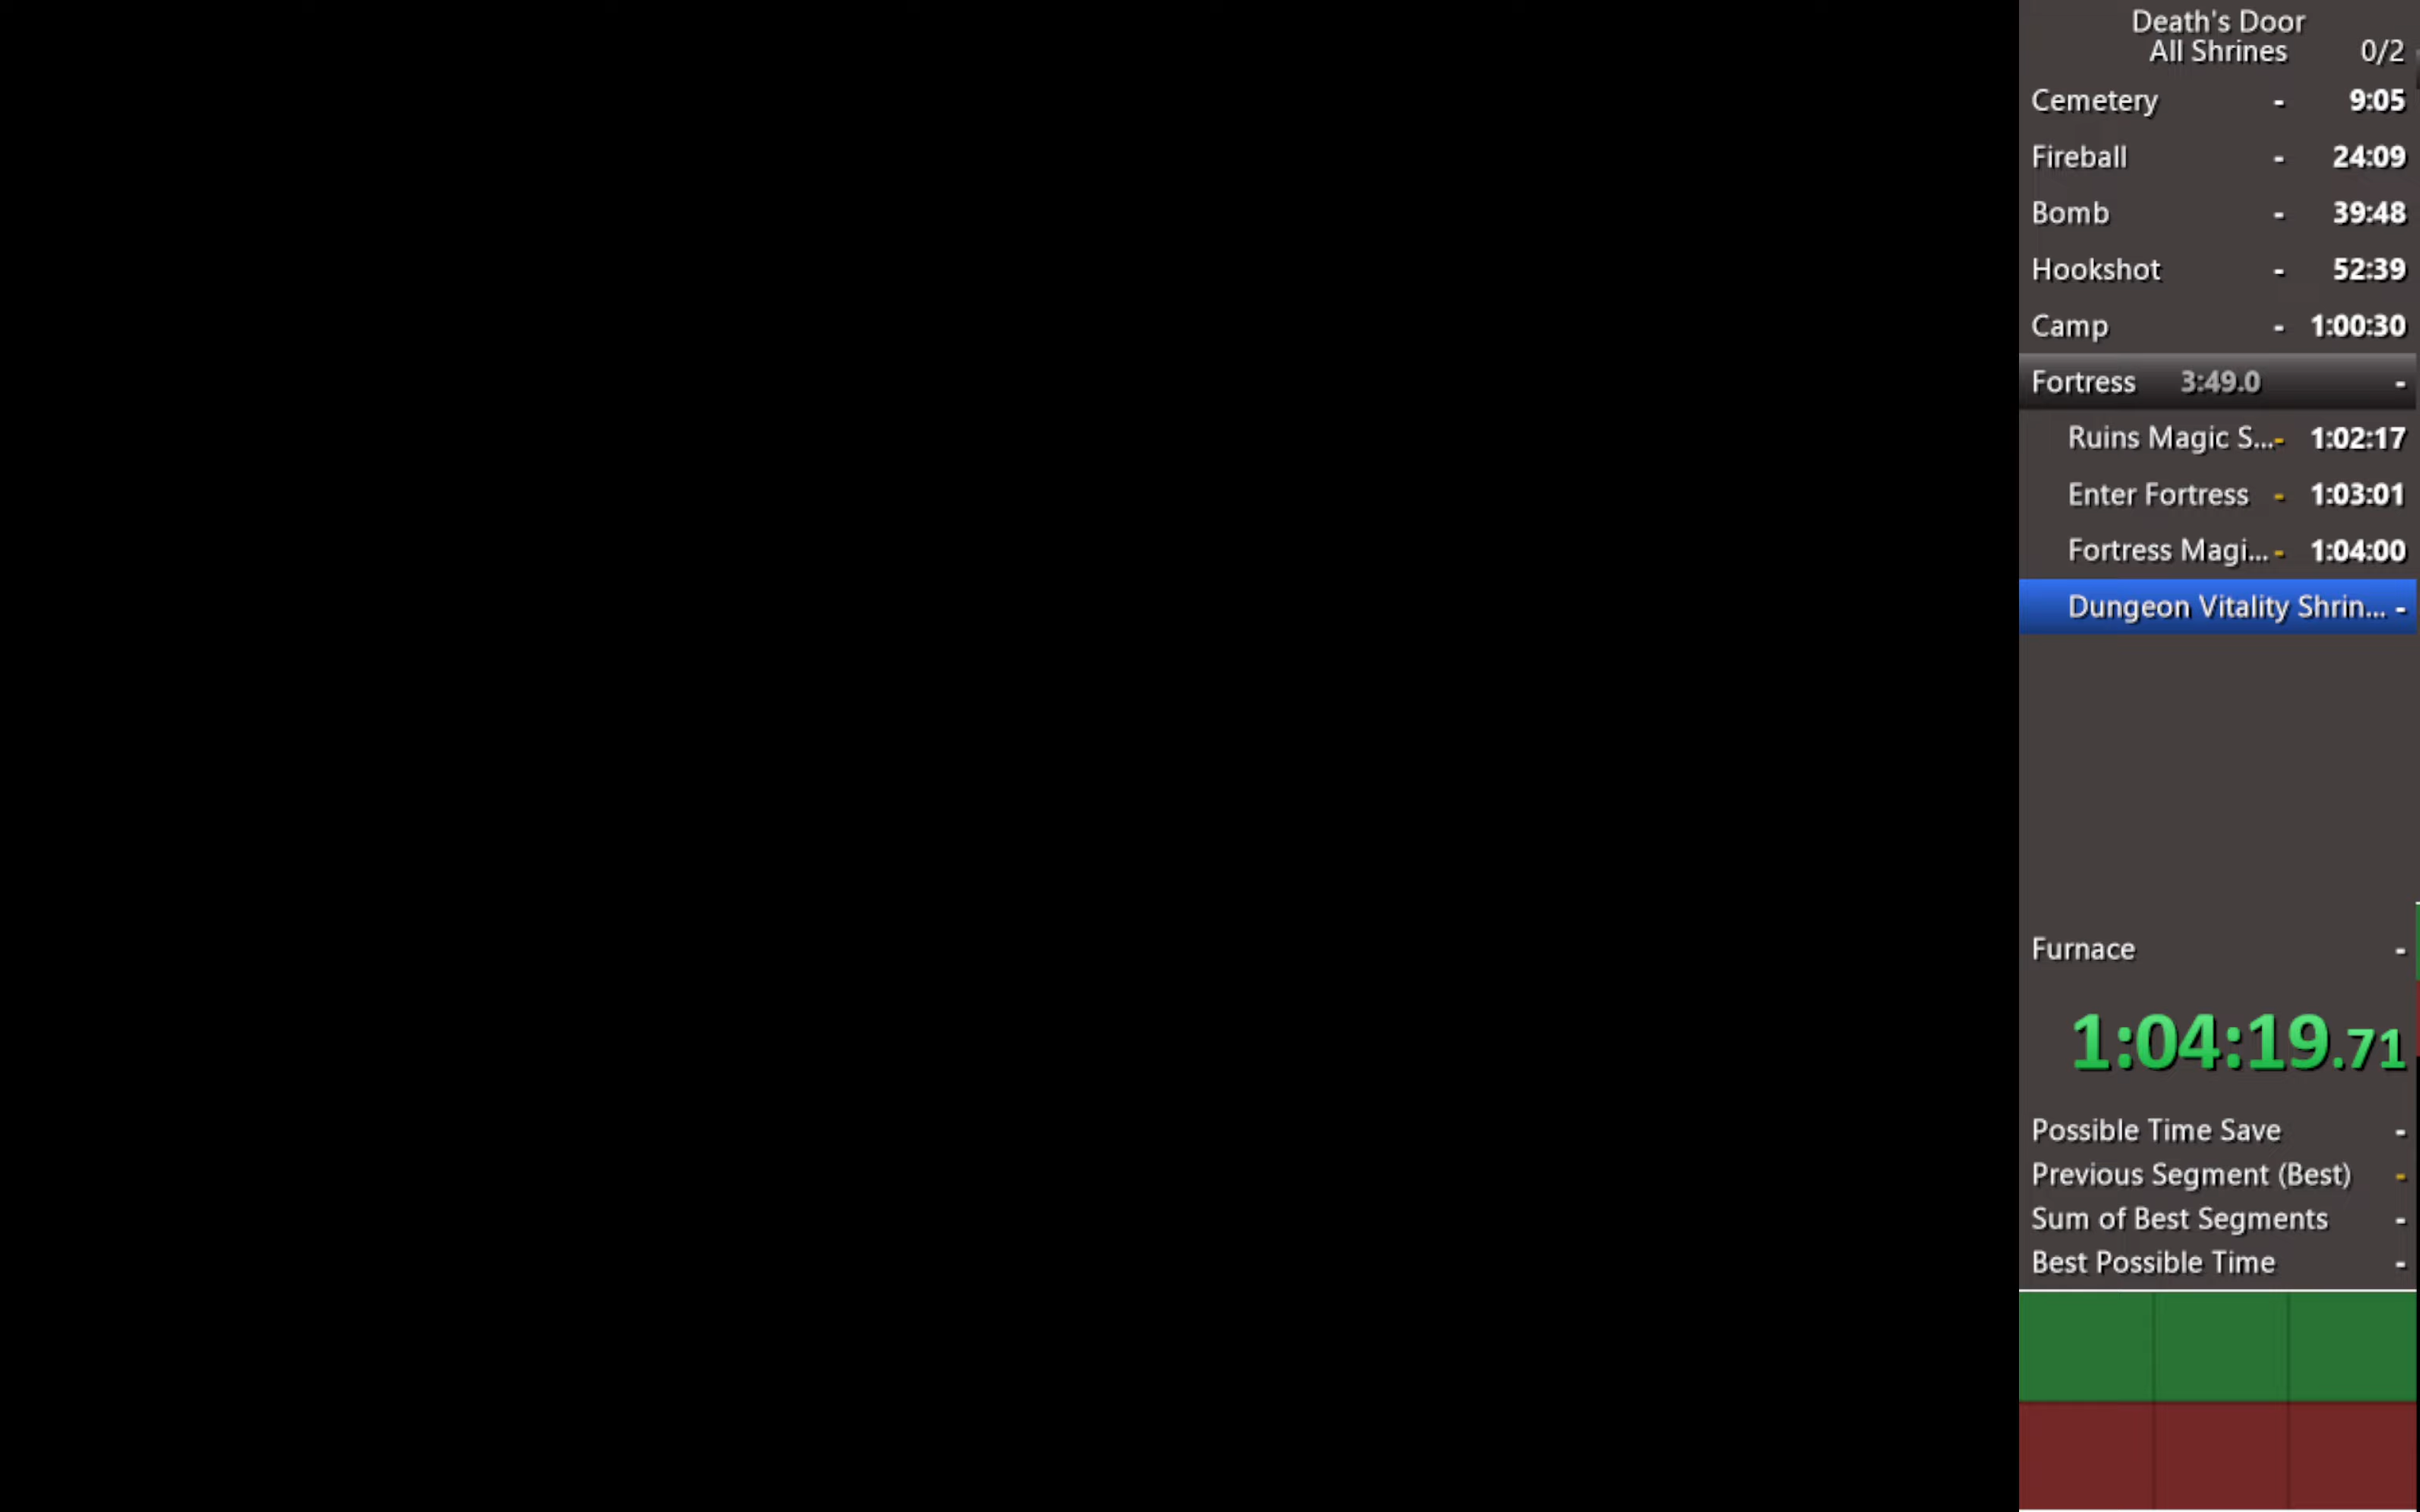 Death's Door
All Shrines 0/2
Cemetery - 9:05
Fireball - 24:09
Bomb - 39:48
Hookshot - 52:39
Camp - 1:00:30
Fortress 3:49.0 -
Ruins Magic S...- 1:02:17
Enter Fortress - 1:03:01
Fortress Magi...- 1:04:00
Dungeon Vitality Shrin... -
Furnace -
1:04:19.71
Possible Time Save -
Previous Segment (Best) -
Sum of Best Segments -
Best Possible Time -